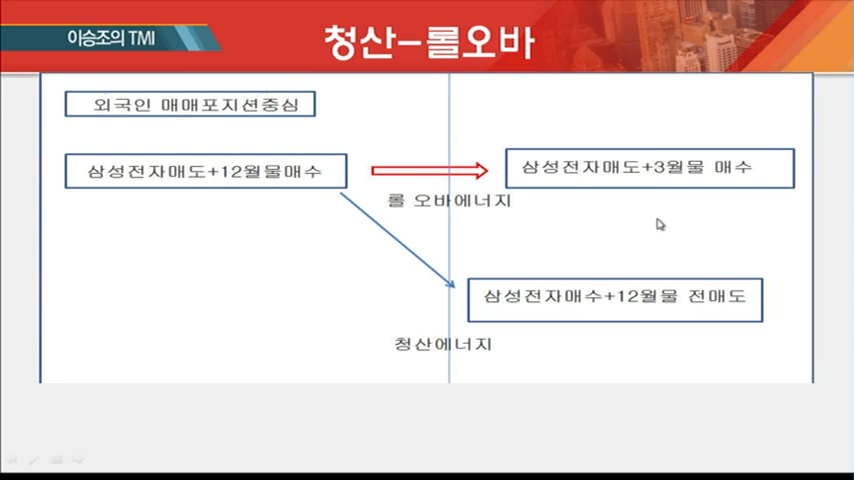 이승조의 TMI
청산-롤오바
외국인 매매포지션중심
삼성전자매도+12월물매수
삼성전자매도+3월물 매수
롤 오바에너지
삼성전자매수+12월물 전매도
청산에너지